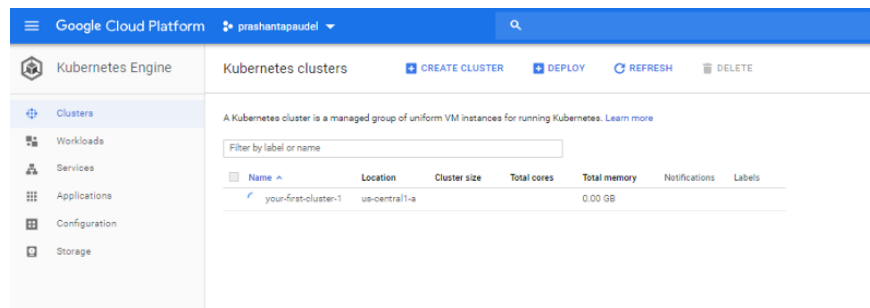 Google Cloud Platform prashantapaudel
Kubernetes Engine
Kubernetes clusters CREATE CLUSTER DEPLOY REFRESH DELETE
Clusters
Workloads
Services
Applications
Configuration
Storage
A Kubernetes cluster is a managed group of uniform VM instances for running Kubernetes. Learn more
Filter by label or name
Name Location Cluster size Total cores Total memory Notifications Labels
your-first-cluster-1 us-central1-a 0.00 GB